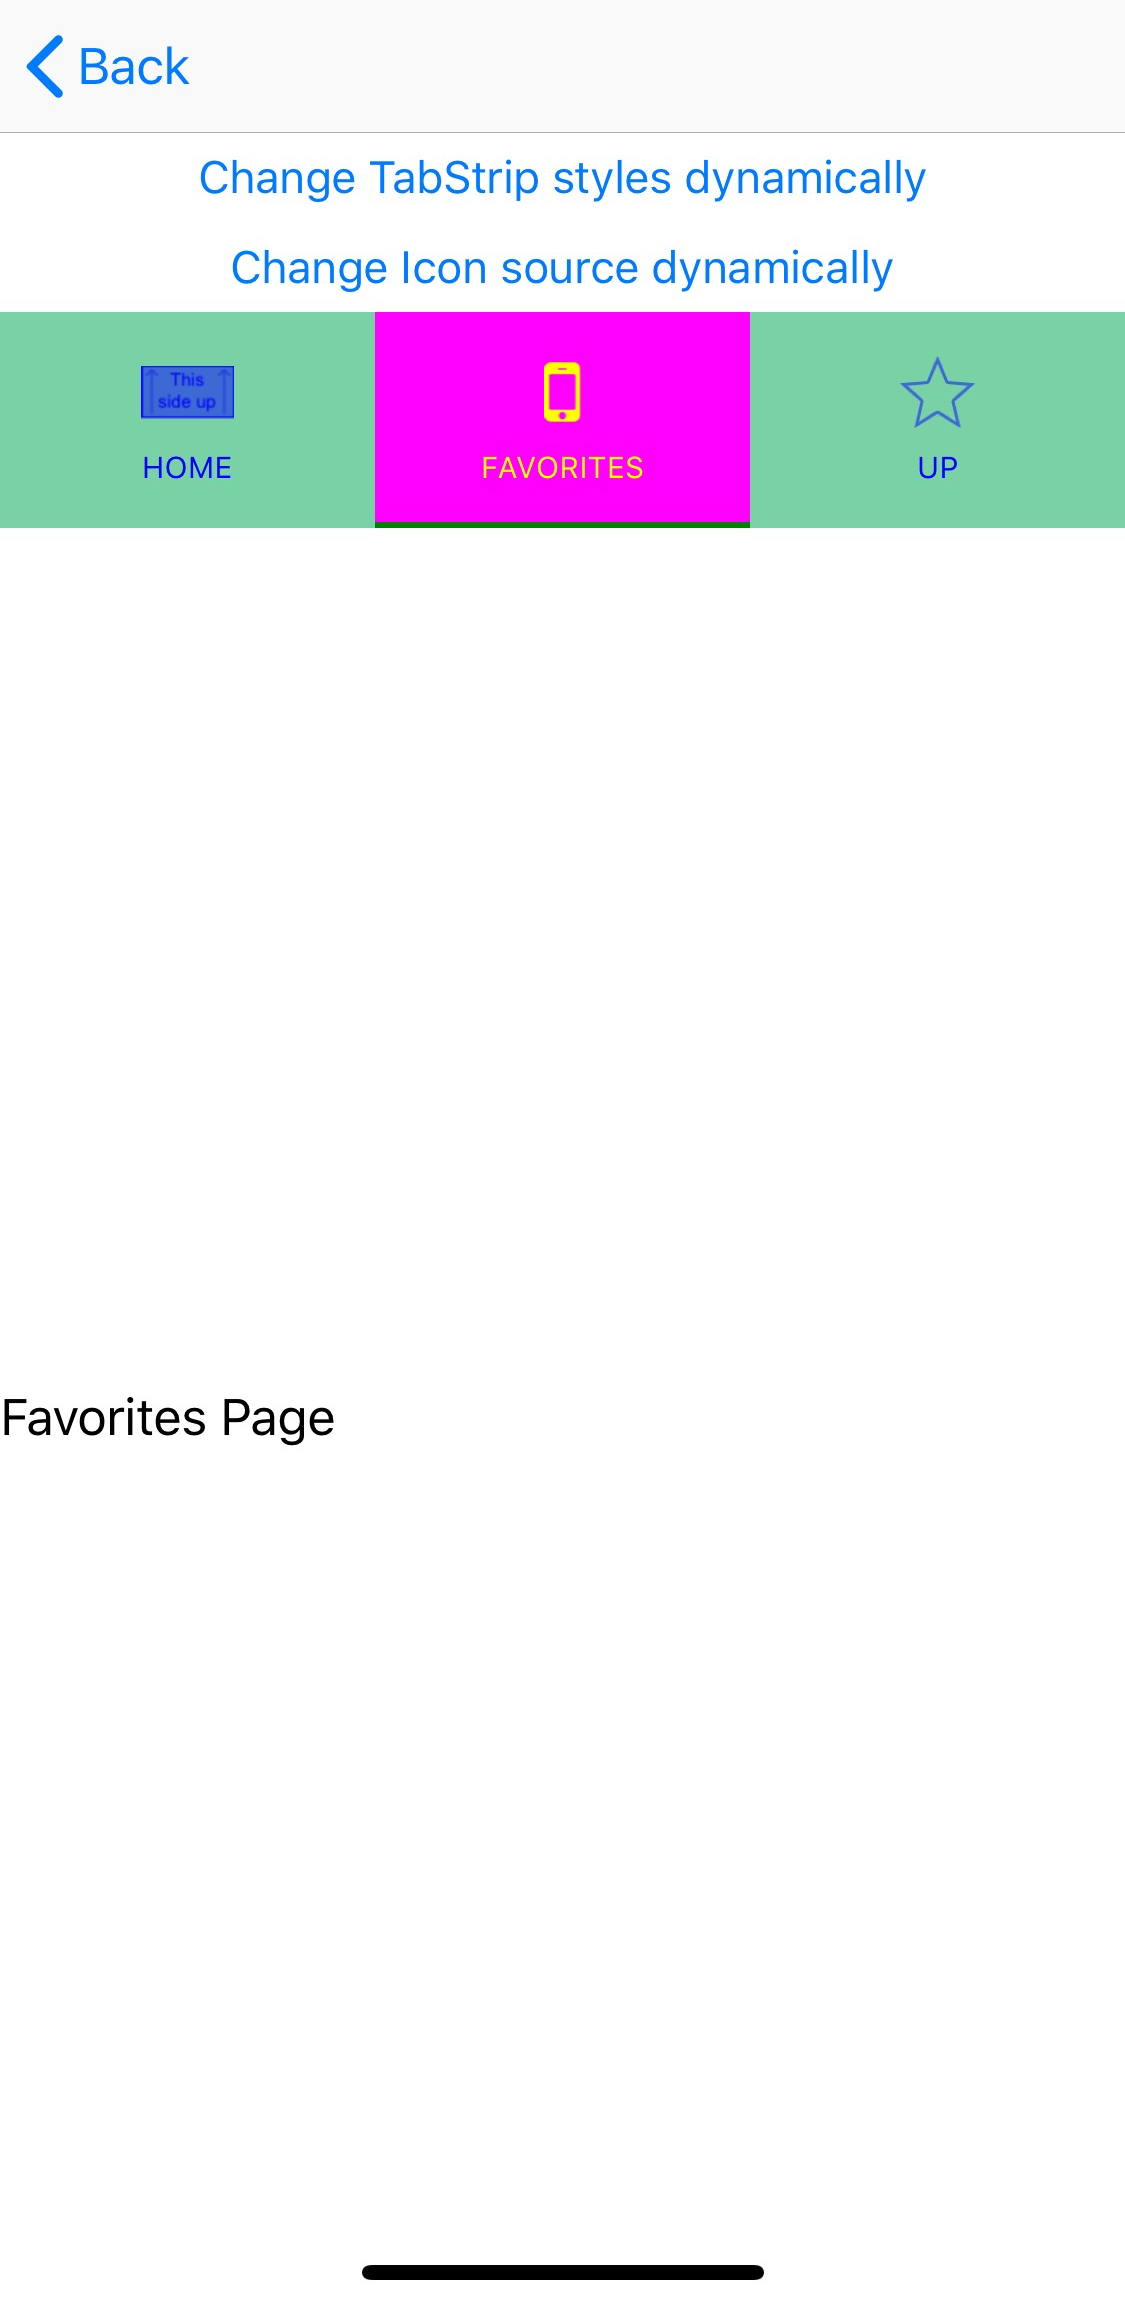 Back
Change TabStrip styles dynamically
Change Icon source dynamically
This
side up
HOME
FAVORITES
UP
Favorites Page